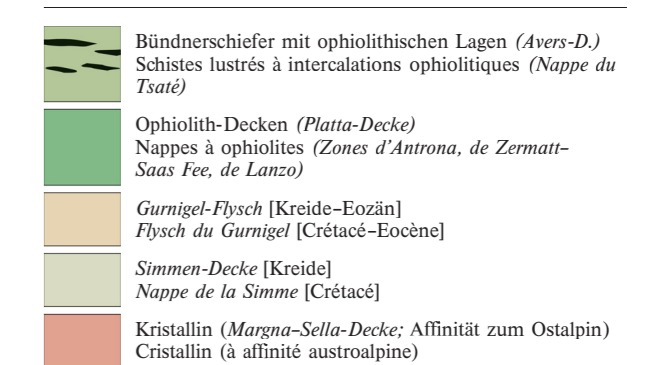 Bündnerschiefer mit ophiolithischen Lagen (Avers-D.)
Schistes lustrés à intercalations ophiolitiques (Nappe du
Tsaté)
Ophiolith-Decken (Platta-Decke)
Nappes à ophiolites (Zones d'Antrona, de Zermatt–
Saas Fee, de Lanzo)
Gurnigel-Flysch [Kreide–Eozän]
Flysch du Gurnigel [Crétacé–Eocène]
Simmen-Decke [Kreide]
Nappe de la Simme [Crétacé]
Kristallin (Margna–Sella-Decke; Affinität zum Ostalpin)
Cristallin (à affinité austroalpine)